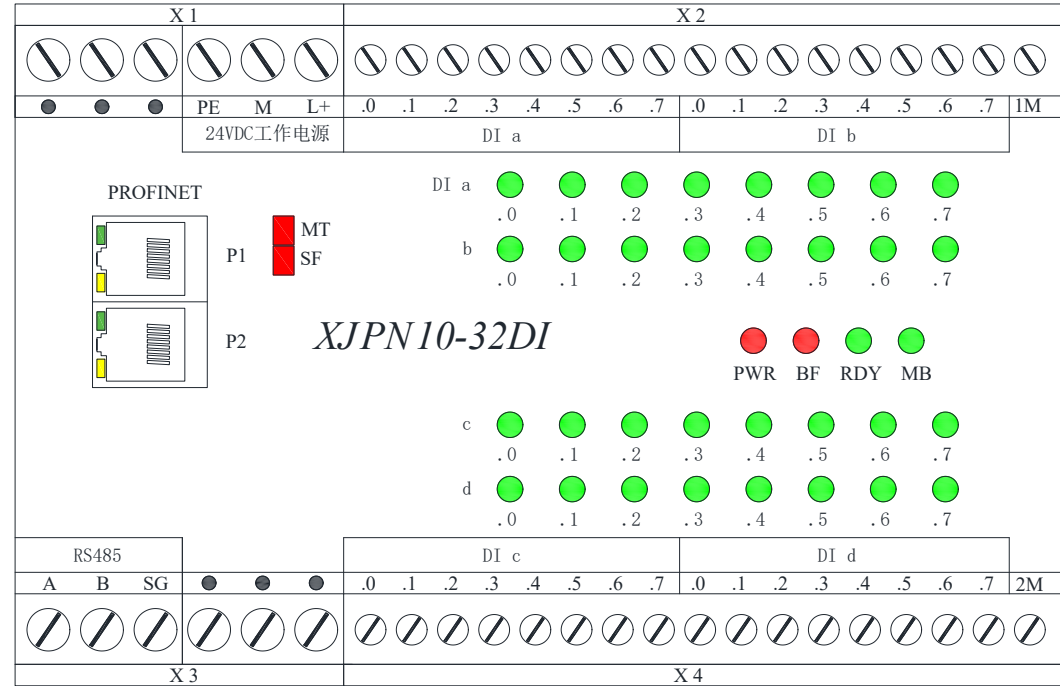 X1 X2
PE M L+ .0 .1 .2 .3 .4 .5 .6 .7 .0 .1 .2 .3 .4 .5 .6 .7 1M
24VDC工作电源 DI a DI b
DI a
.0 .1 .2 .3 .4 .5 .6 .7
b
.0 .1 .2 .3 .4 .5 .6 .7
PROFINET
P1
MT
SF
P2
XJPN10-32DI
PWR BF RDY MB
c
.0 .1 .2 .3 .4 .5 .6 .7
d
.0 .1 .2 .3 .4 .5 .6 .7
RS485 DI c DI d
A B SG .0 .1 .2 .3 .4 .5 .6 .7 .0 .1 .2 .3 .4 .5 .6 .7 2M
X3 X4